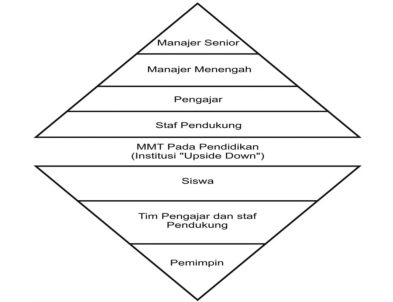 Manajer Senior
Manajer Menengah
Pengajar
Staf Pendukung
MMT Pada Pendidikan
(Institusi "Upside Down")
Siswa
Tim Pengajar dan staf
Pendukung
Pemimpin